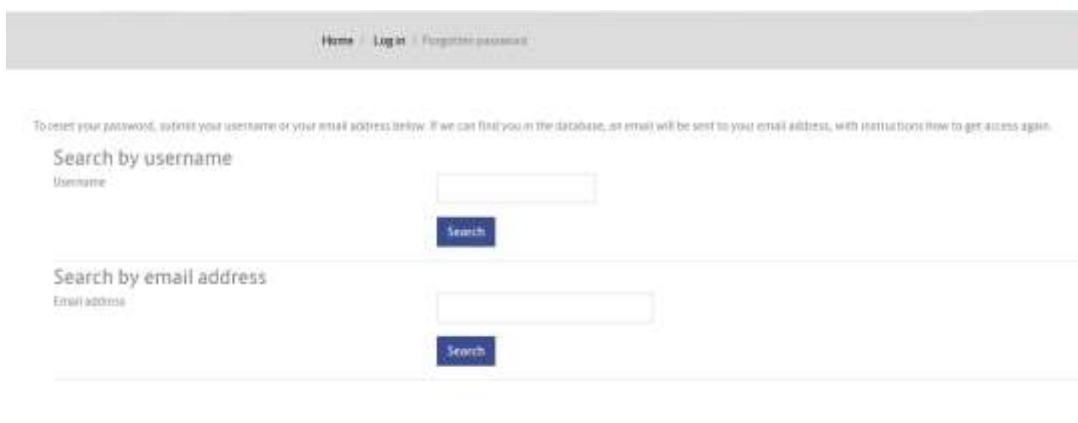 Home / Log in / Forgotten password
To reset your password, submit your username or your email address below. If we can find you in the database, an email will be sent to your email address, with instructions how to get access again.
Search by username
Username
Search
Search by email address
Email address
Search